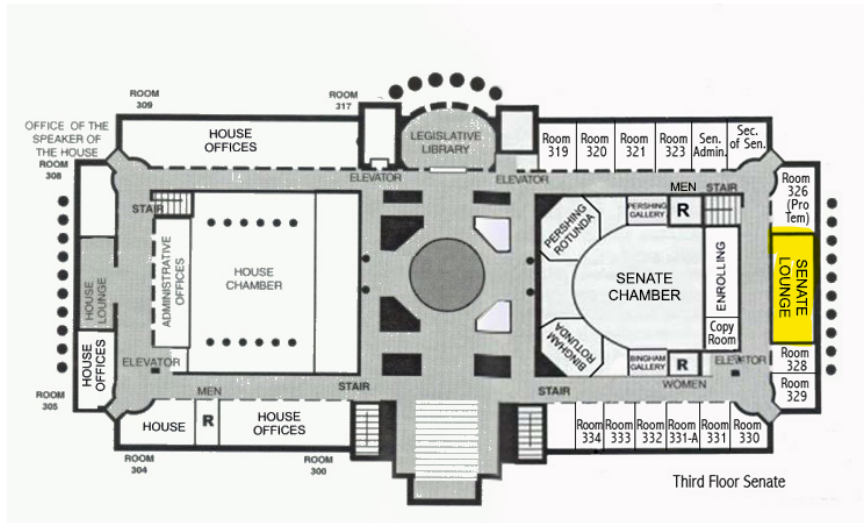 ROOM
309
ROOM
317
OFFICE OF THE
SPEAKER OF
THE HOUSE
ROOM
308
HOUSE
OFFICES
LEGISLATIVE
LIBRARY
Room
319
Room
320
Room
321
Room
323
Sen.
Admin.
Sec.
of Sen.
ELEVATOR
ELEVATOR
MEN
STAIR
Room
326
(Pro
Tem)
STAIR
PERSHING
GALLERY
R
PERSHING
ROTUNDA
ADMINISTRATIVE
OFFICES
HOUSE
CHAMBER
SENATE
CHAMBER
ENROLLING
SENATE
LOUNGE
HOUSE
LOUNGE
Copy
Room
BINGHAM
ROTUNDA
BINGHAM
GALLERY
R
ELEVATOR
HOUSE
OFFICES
ELEVATOR
Room
328
MEN
STAIR
STAIR
WOMEN
Room
329
ROOM
305
HOUSE
R
HOUSE
OFFICES
Room
334
Room
333
Room
332
Room
331-A
Room
331
Room
330
ROOM
304
ROOM
300
Third Floor Senate